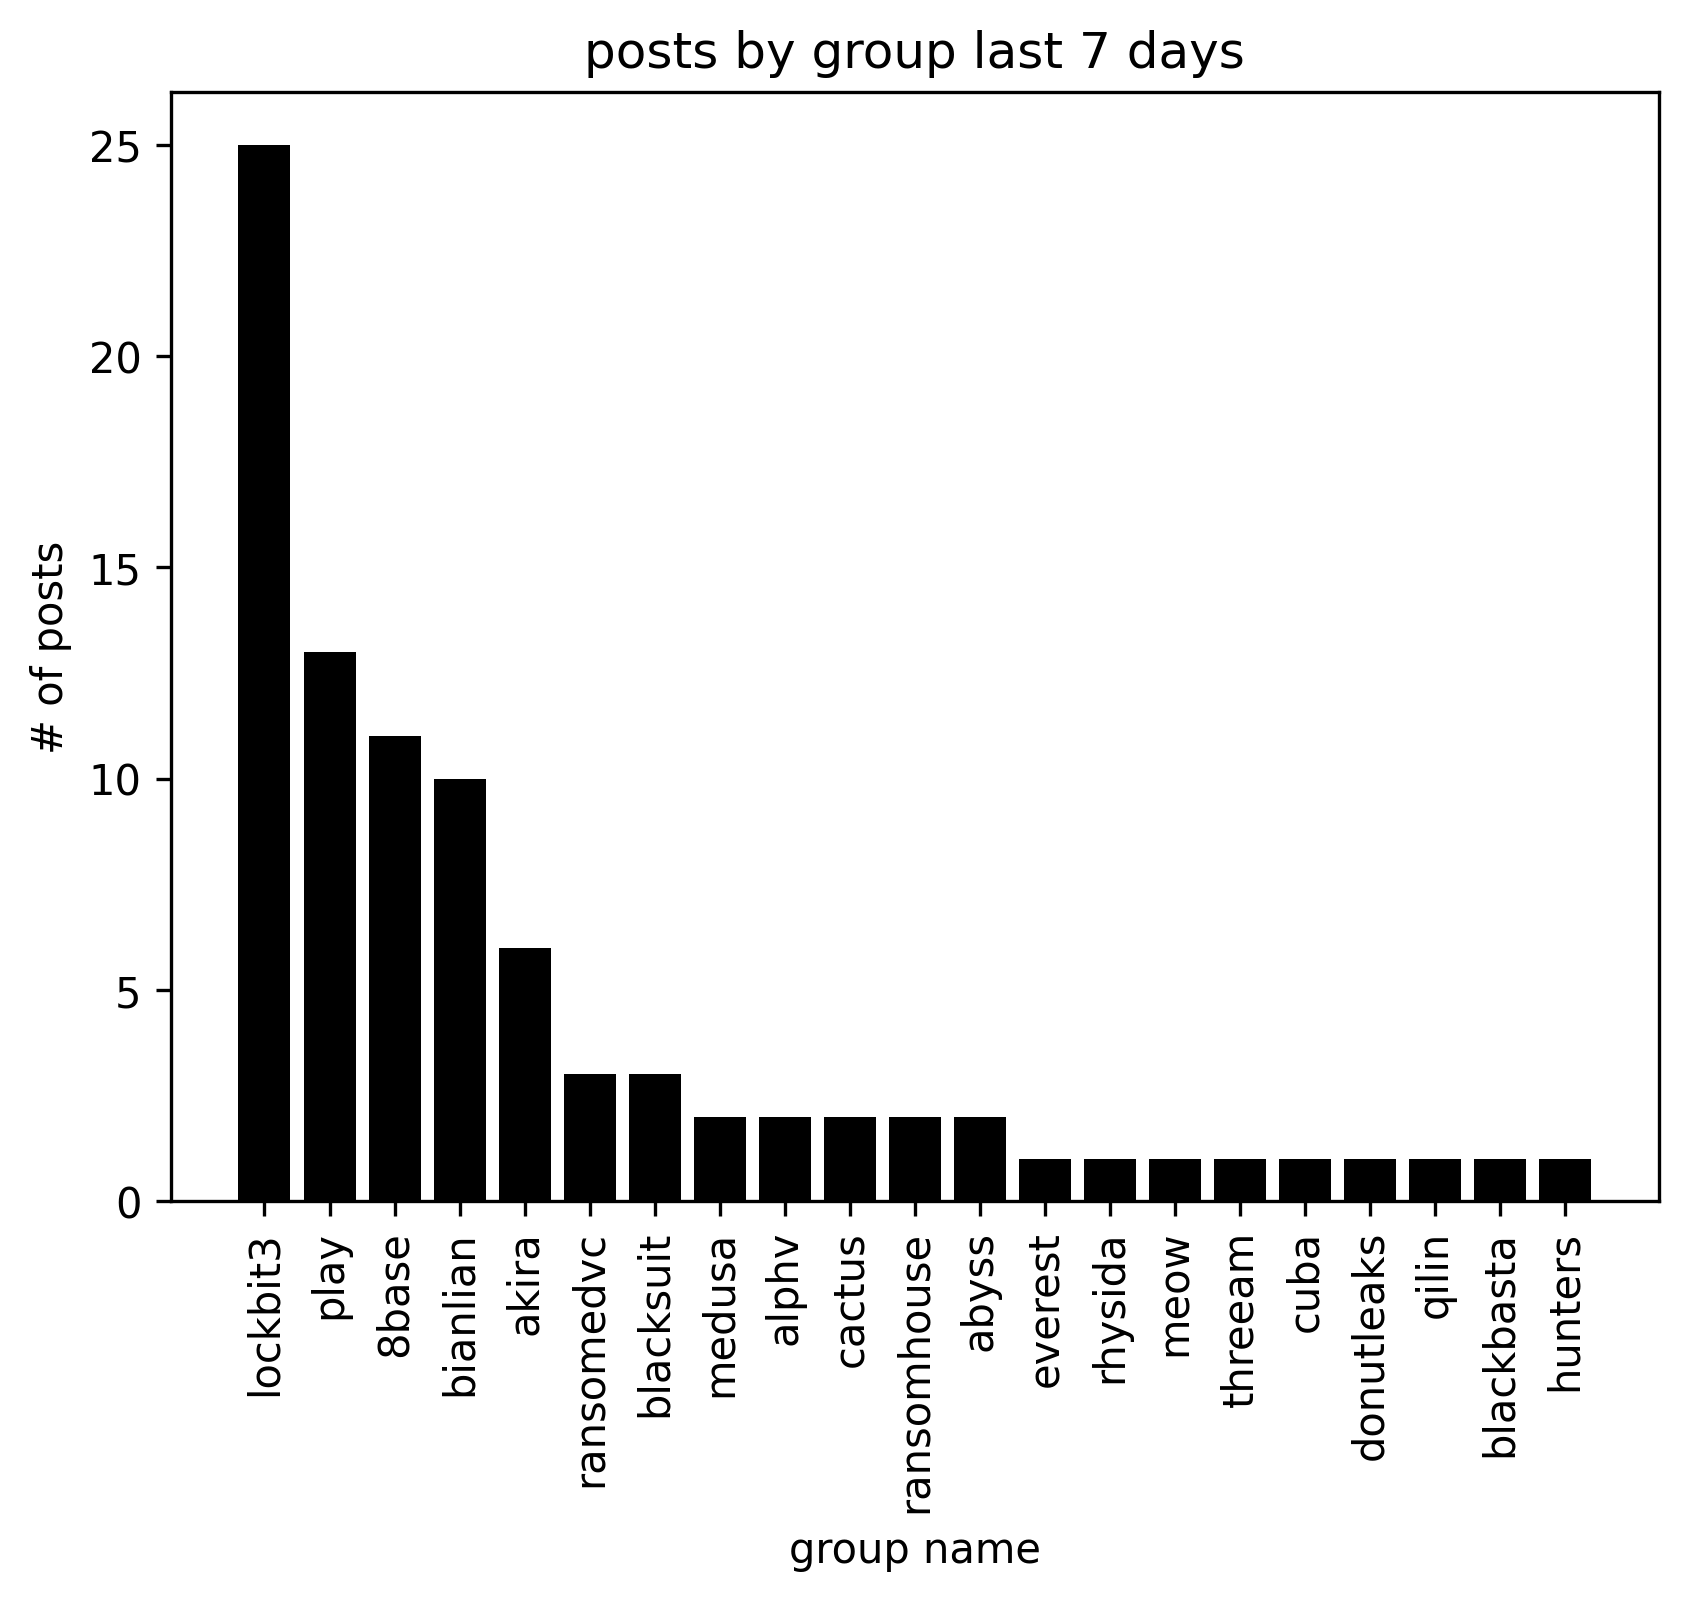 posts by group last 7 days
25
20
15
10
5
0
# of posts
lockbit3
play
8base
bianlian
akira
ransomedvc
blacksuit
medusa
alphv
cactus
ransomhouse
abyss
everest
rhysida
meow
threeam
cuba
donutleaks
qilin
blackbasta
hunters
group name